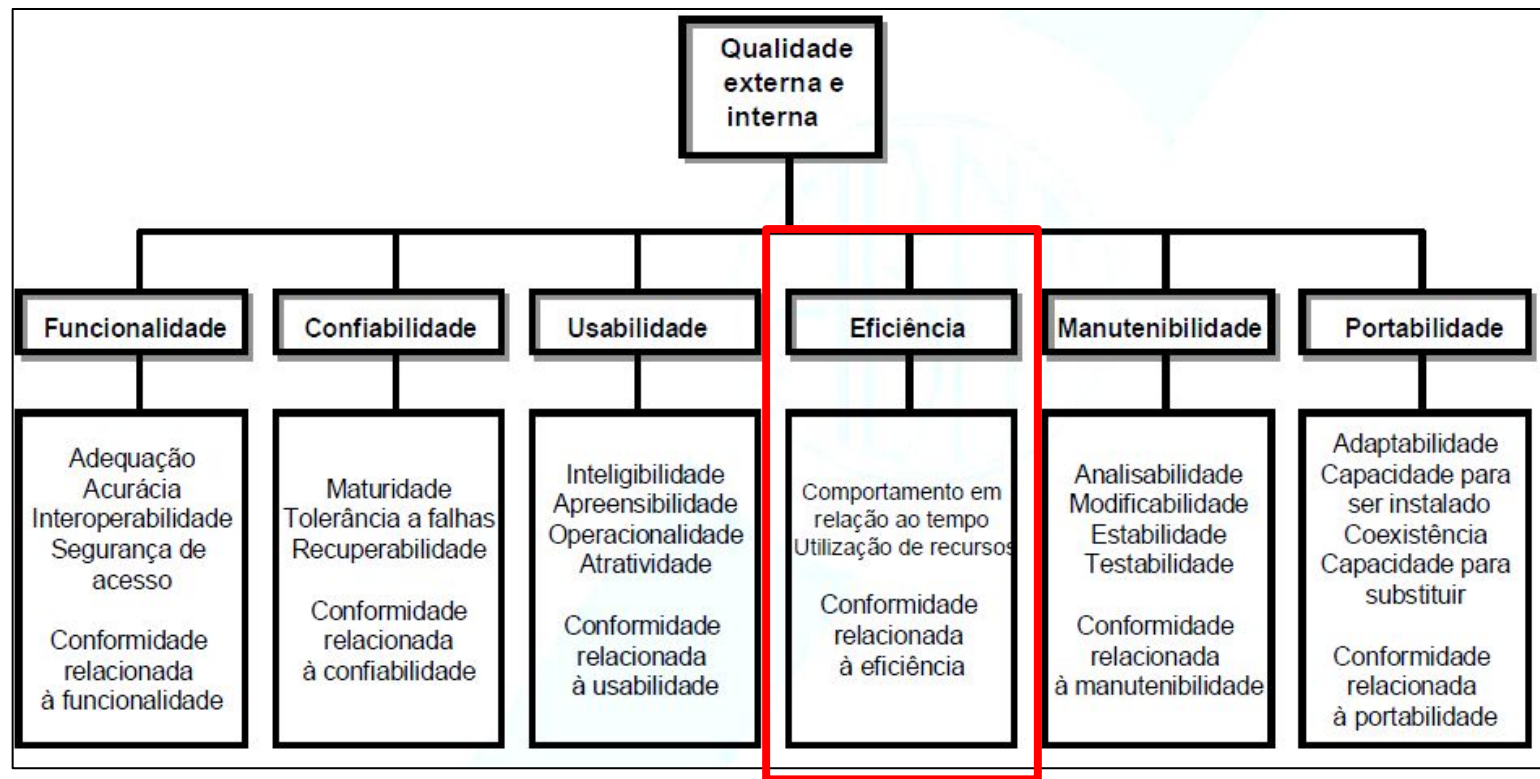 Qualidade
externa e
interna
Funcionalidade
Confiabilidade
Usabilidade
Eficiência
Manutenibilidade
Portabilidade
Adequação
Acurácia
Interoperabilidade
Segurança de
acesso
Conformidade
relacionada
à funcionalidade
Maturidade
Tolerância a falhas
Recuperabilidade
Conformidade
relacionada
à confiabilidade
Inteligibilidade
Apreensibilidade
Operacionalidade
Atratividade
Conformidade
relacionada
à usabilidade
Comportamento em
relação ao tempo
Utilização de recursos
Conformidade
relacionada
à eficiência
Analisabilidade
Modificabilidade
Estabilidade
Testabilidade
Conformidade
relacionada
à manutenibilidade
Adaptabilidade
Capacidade para
ser instalado
Coexistência
Capacidade para
substituir
Conformidade
relacionada
à portabilidade